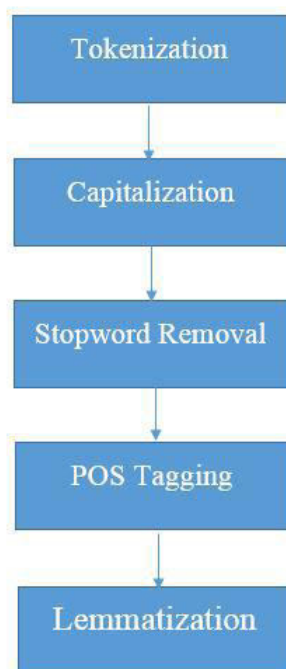 Tokenization
Capitalization
Stopword Removal
POS Tagging
Lemmatization